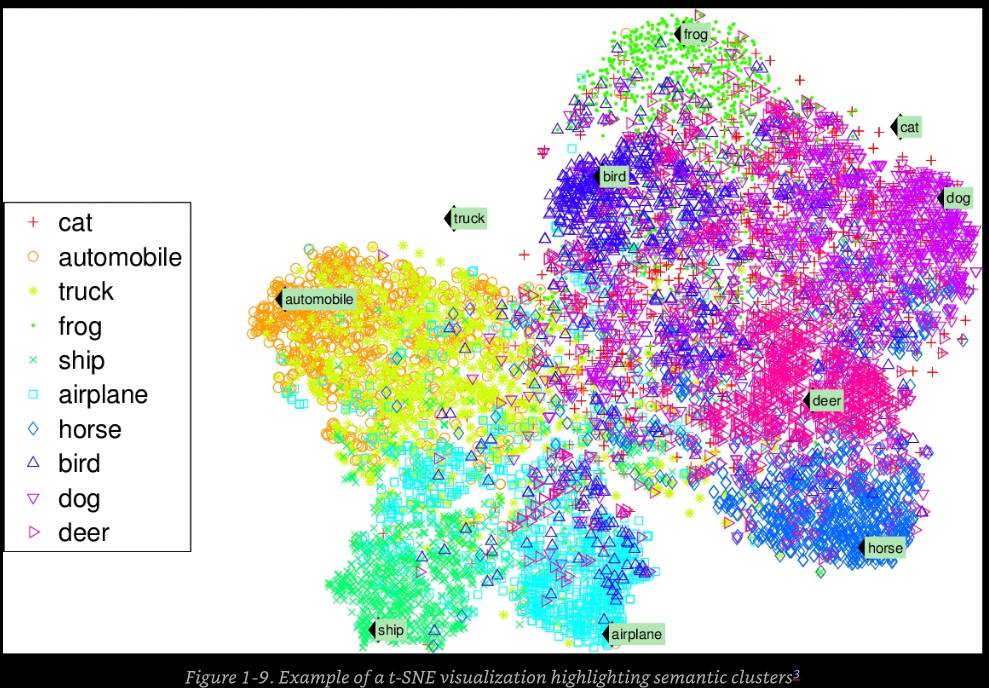 frog
cat
bird
dog
truck
cat
automobile
truck
frog
ship
airplane
horse
bird
dog
deer
automobile
deer
horse
ship
airplane
Figure 1-9. Example of a t-SNE visualization highlighting semantic clusters3